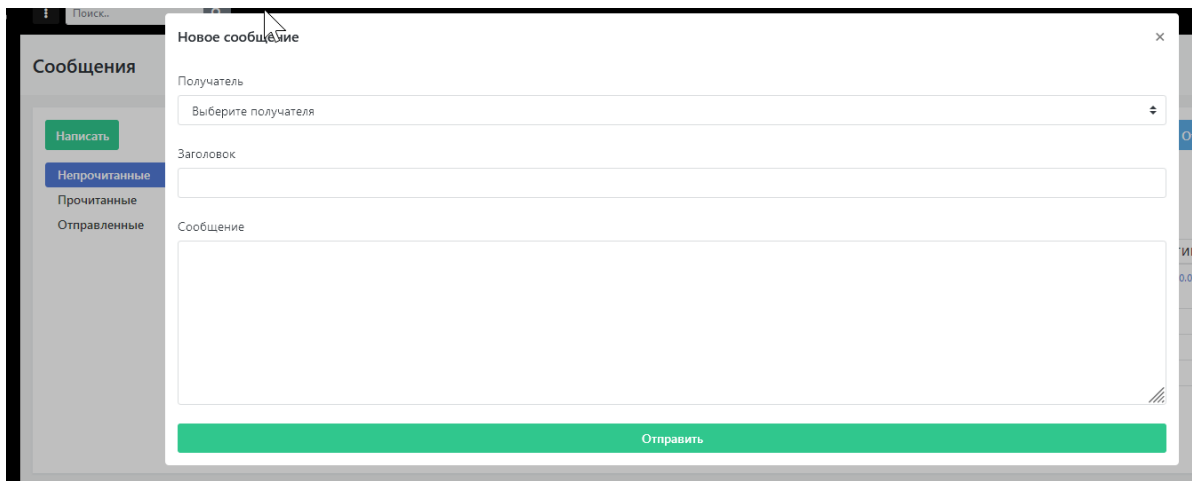 Поиск..
Новое сообщение
Сообщения
Получатель
Выберите получателя
Написать
Заголовок
Непрочитанные
Прочитанные
Отправленные
Сообщение
Отправить